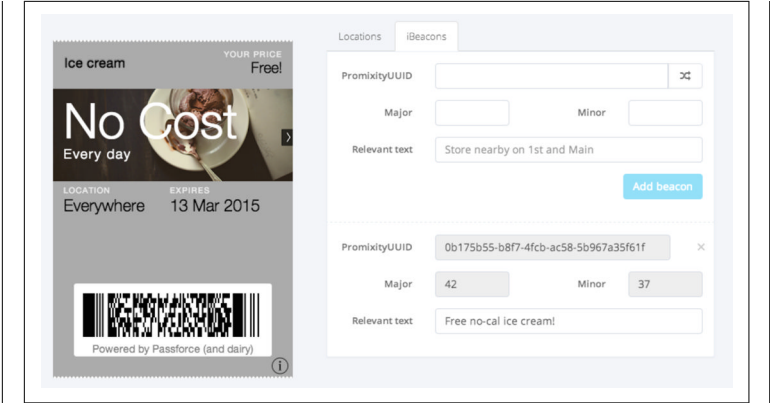 Ice cream
YOUR PRICE
Free!
No Cost
Every day
LOCATION
EXPIRES
Everywhere
13 Mar 2015
Powered by Passforce (and dairy)
Locations
iBeacons
PromixityUUID
Major
Minor
Relevant text
Store nearby on 1st and Main
Add beacon
PromixityUUID
0b175b55-b8f7-4fcb-ac58-5b967a35f61f
Major
42
Minor
37
Relevant text
Free no-cal ice cream!